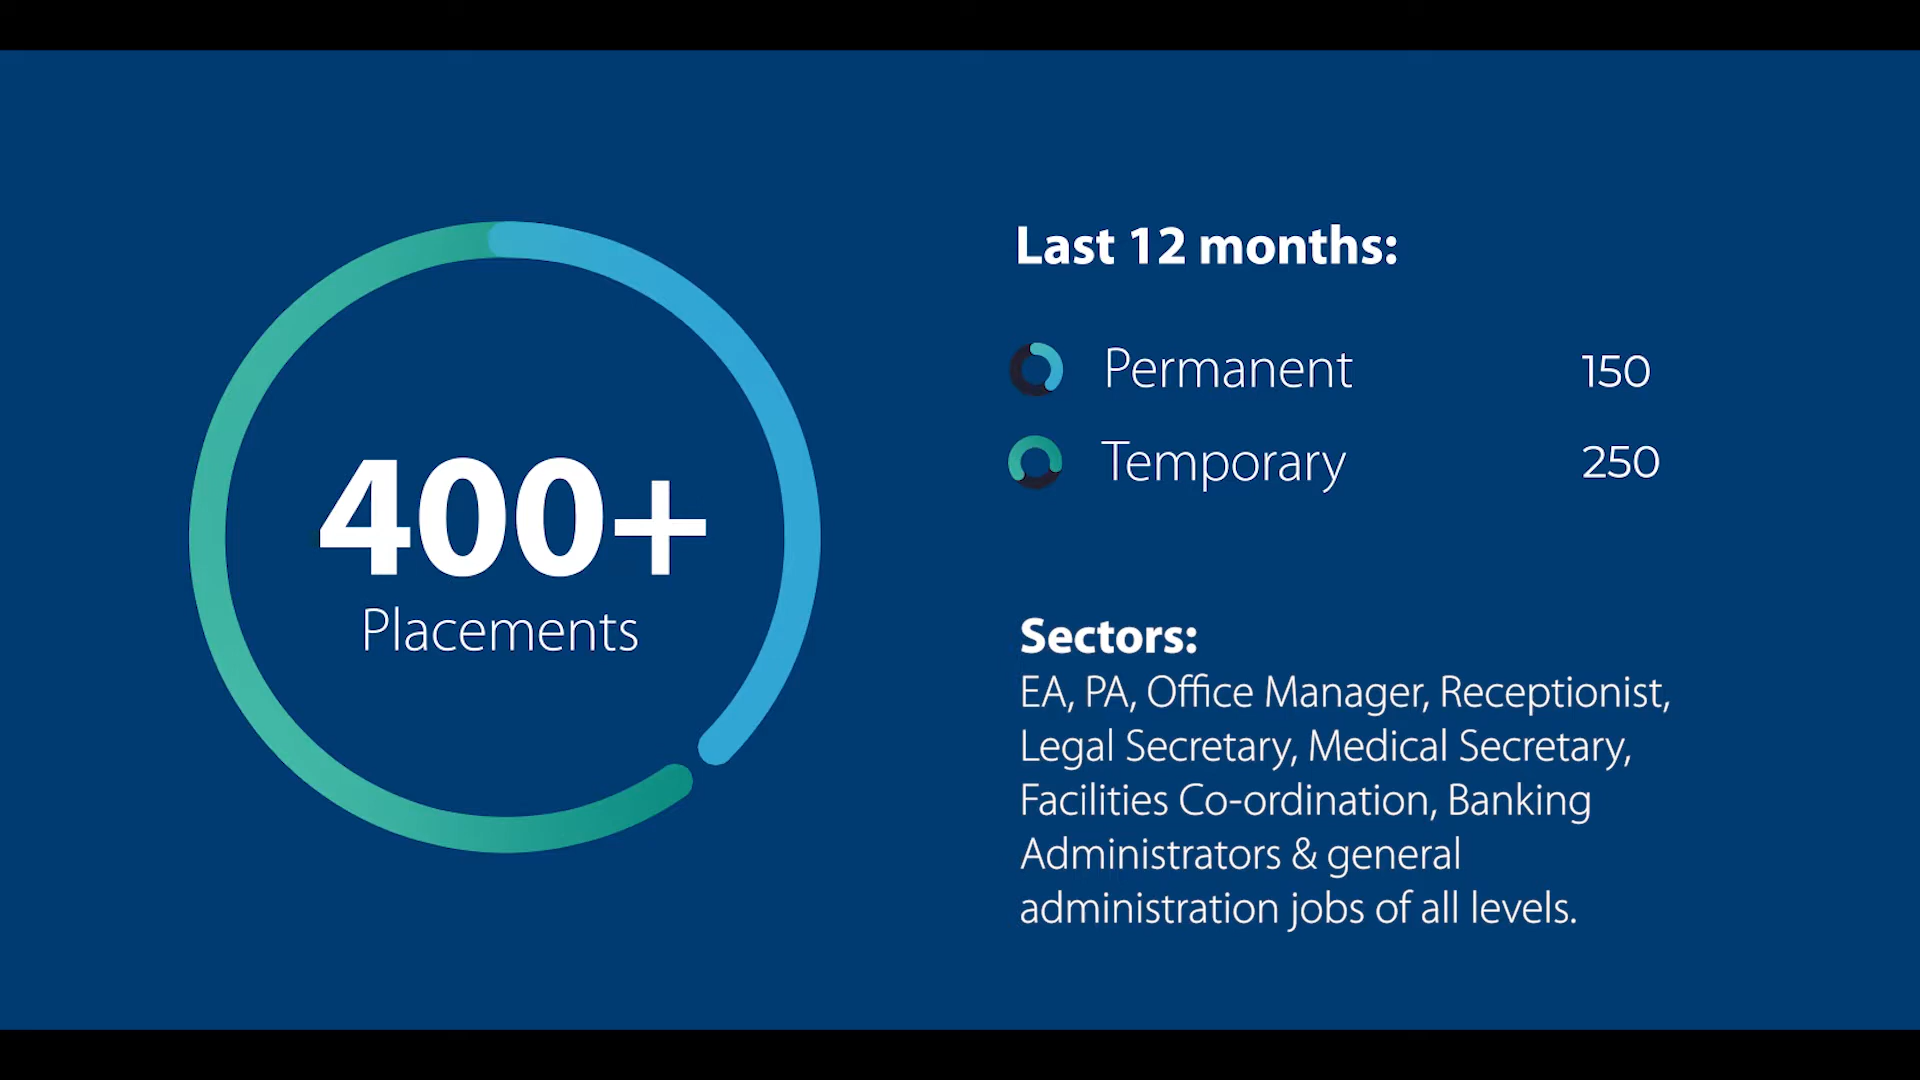 400+
Placements
Last 12 months:
Permanent 150
Temporary 250
Sectors:
EA, PA, Office Manager, Receptionist,
Legal Secretary, Medical Secretary,
Facilities Co-ordination, Banking
Administrators & general
administration jobs of all levels.